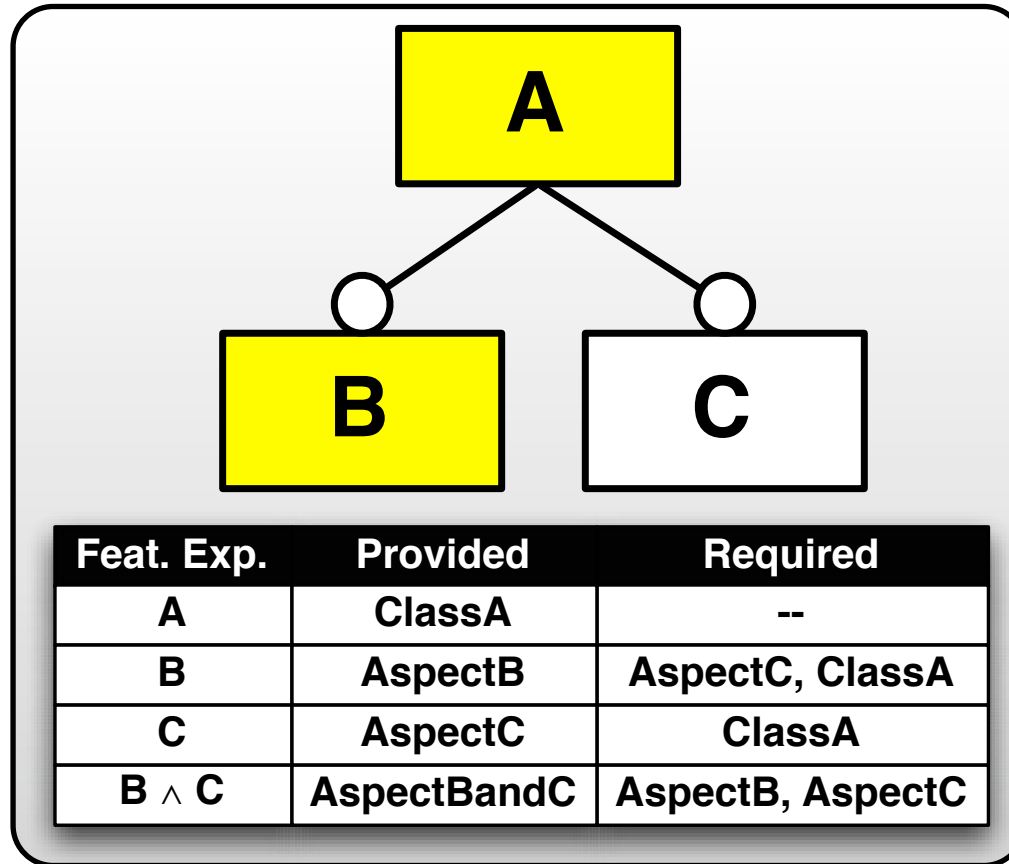 A
B C
Feat. Exp. Provided Required
A ClassA --
B AspectB AspectC, ClassA
C AspectC ClassA
B ∧ C AspectBandC AspectB, AspectC